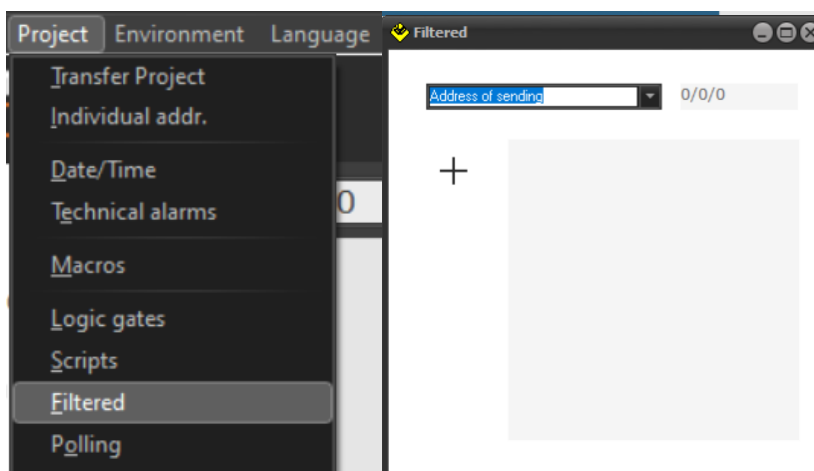 Project Environment Language
Transfer Project
Individual addr.
Date/Time
Technical alarms
0
Macros
Logic gates
Scripts
Filtered
Polling
Filtered
Address of sending 0/0/0